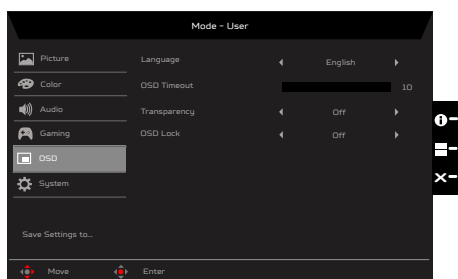 Mode - User
Picture
Language English
Color
OSD Timeout 10
Audio
Transparency Off
Gaming
OSD Lock Off
OSD
System
Save Settings to...
Move Enter